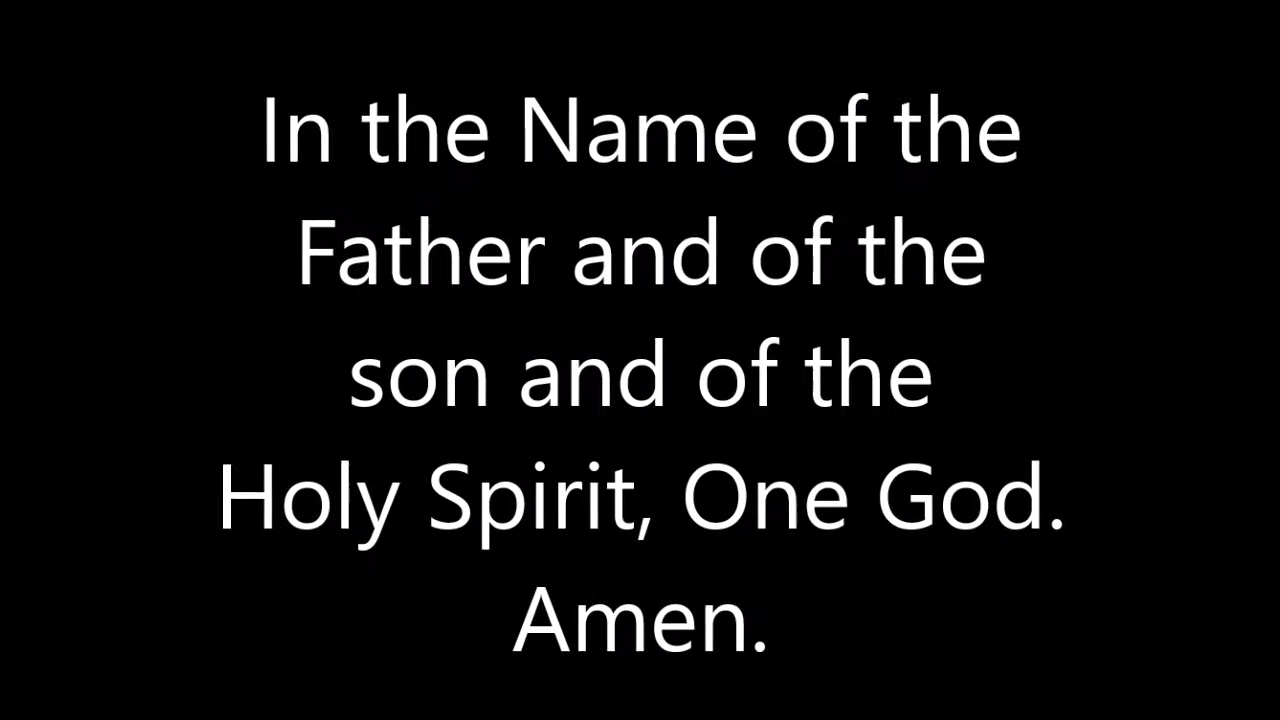 In the Name of the
Father and of the
son and of the
Holy Spirit, One God.
Amen.